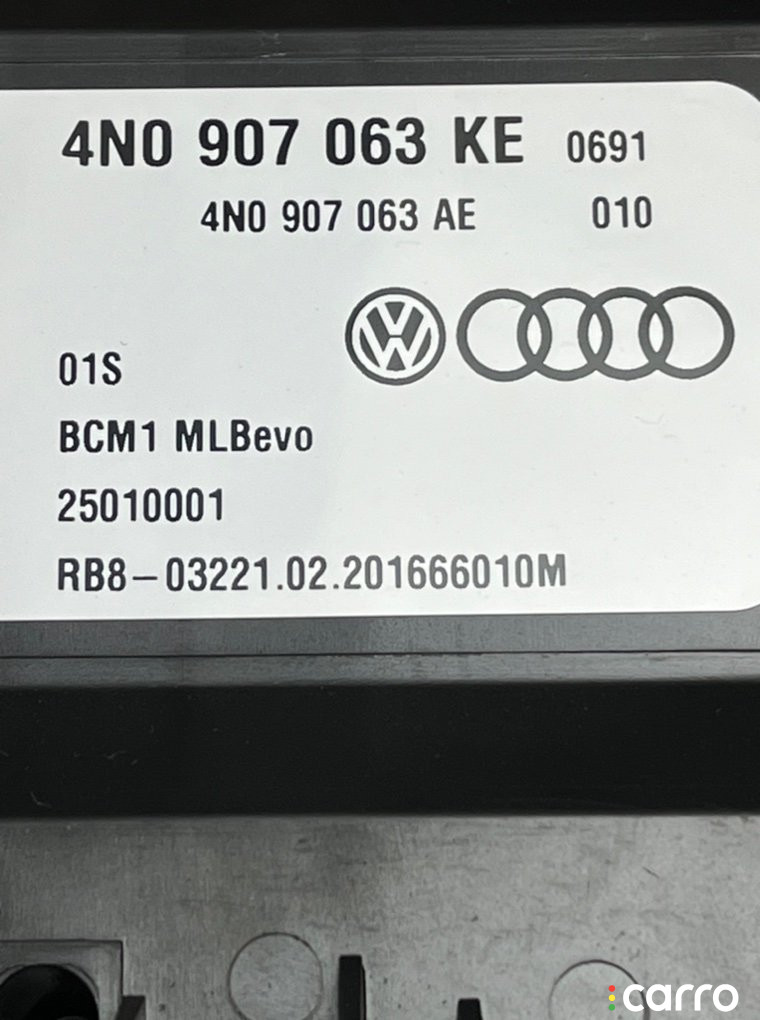 4N0 907 063 KE 0691
4N0 907 063 AE 010
01S
BCM1 MLBevo
25010001
RB8-03221.02.201666010M
carro